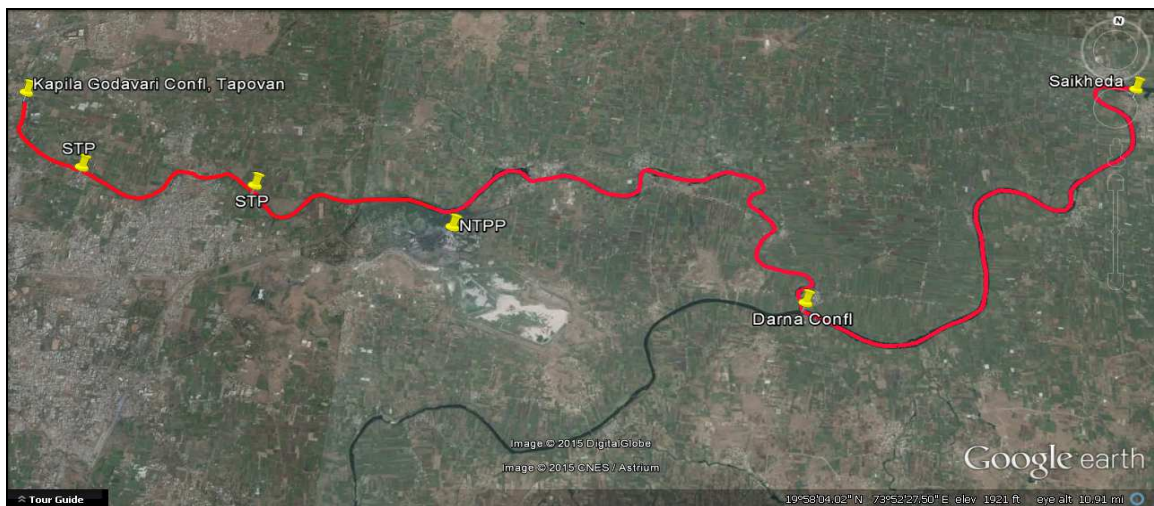 N
Kapila Godavari Confl, Tapovan
Saikheda
STP
STP
NTPP
Darna Confl
Image © 2015 DigitalGlobe
Image © 2015 CNES / Astrium
Google earth
Tour Guide
19°58'04.02" N 73°52'27.50" E elev 1921 ft eye alt 10.91 mi